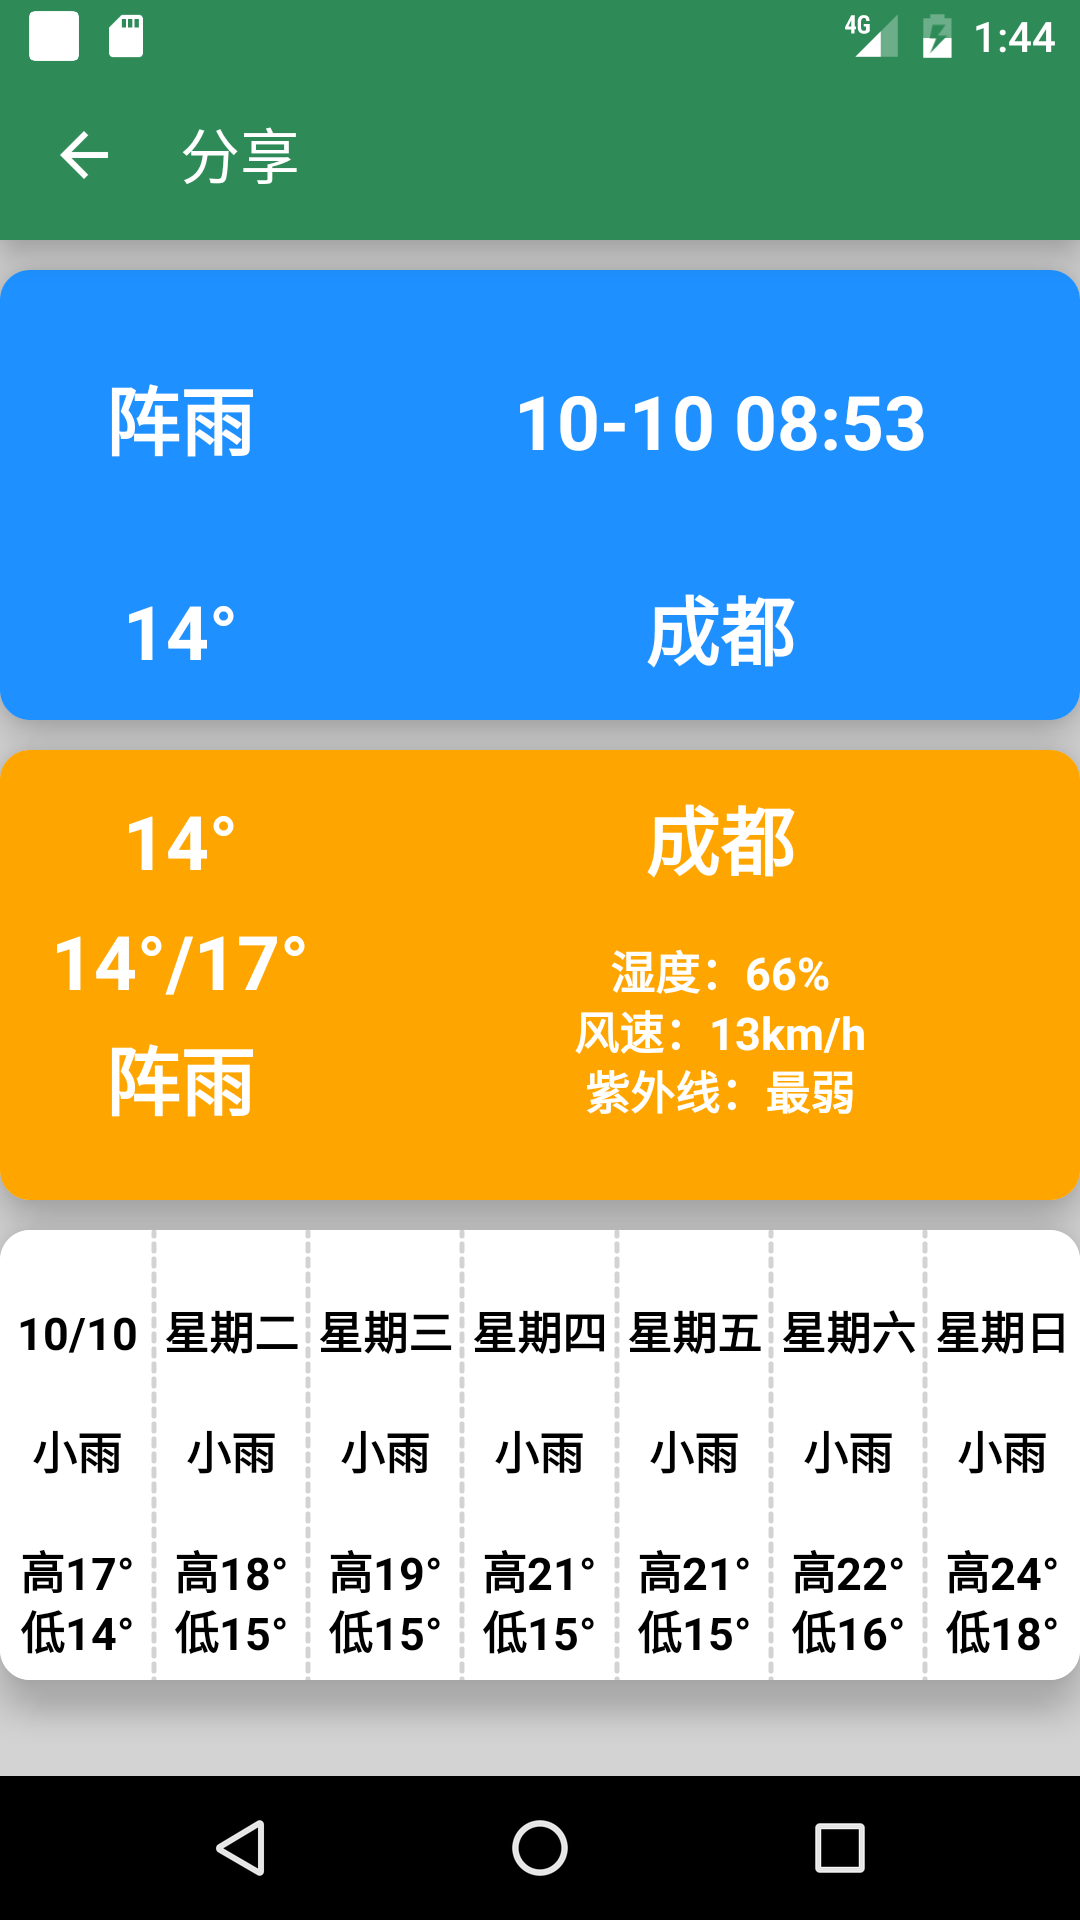 4G 1:44
分享
阵雨 10-10 08:53
14° 成都
14° 成都
14°/17°
湿度：66%
风速：13km/h
阵雨
紫外线：最弱
10/10 星期二 星期三 星期四 星期五 星期六 星期日
小雨 小雨 小雨 小雨 小雨 小雨 小雨
高17° 高18° 高19° 高21° 高21° 高22° 高24°
低14° 低15° 低15° 低15° 低15° 低16° 低18°